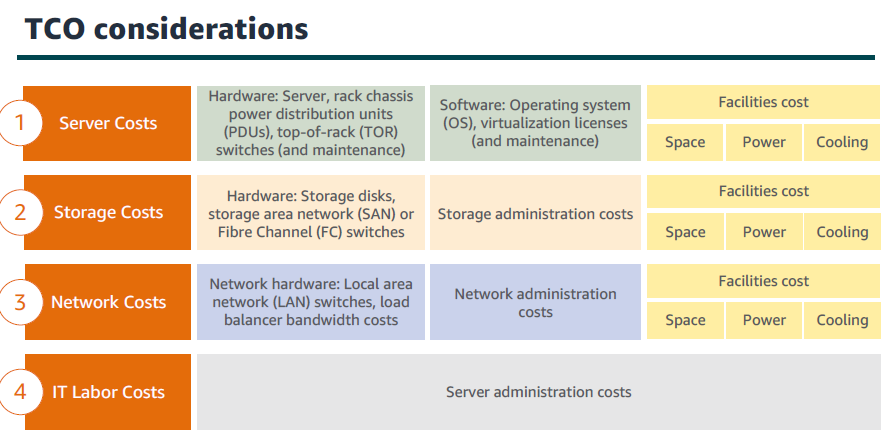 TCO considerations
1
Server Costs
Hardware: Server, rack chassis
power distribution units
(PDUs), top-of-rack (TOR)
switches (and maintenance)
Software: Operating system
(OS), virtualization licenses
(and maintenance)
Facilities cost
Space
Power
Cooling
2
Storage Costs
Hardware: Storage disks,
storage area network (SAN) or
Fibre Channel (FC) switches
Storage administration costs
Facilities cost
Space
Power
Cooling
3
Network Costs
Network hardware: Local area
network (LAN) switches, load
balancer bandwidth costs
Network administration
costs
Facilities cost
Space
Power
Cooling
4
IT Labor Costs
Server administration costs